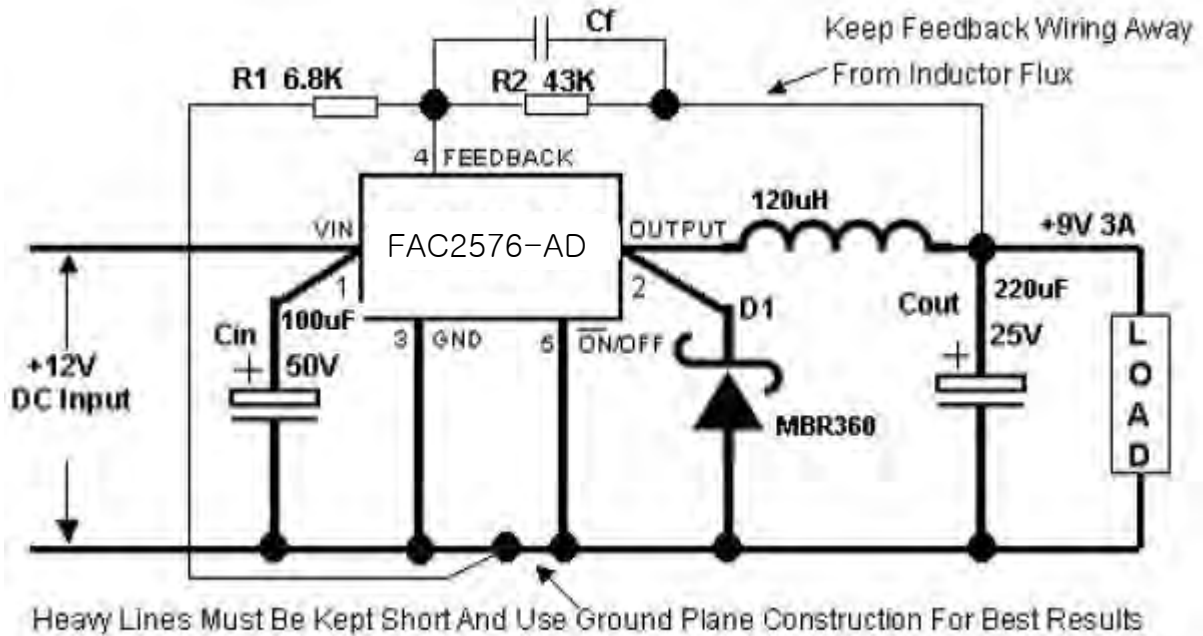 Cf
Keep Feedback Wiring Away
From Inductor Flux
R1 6.8K
R2 43K
4 FEEDBACK
120uH
VIN
FAC2576-AD
OUTPUT
+9V 3A
1
2
D1
Cout
220uF
25V
Cin
100uF
50V
3 GND
5 ON/OFF
+12V
DC Input
+
+
MBR360
LOAD
Heavy Lines Must Be Kept Short And Use Ground Plane Construction For Best Results